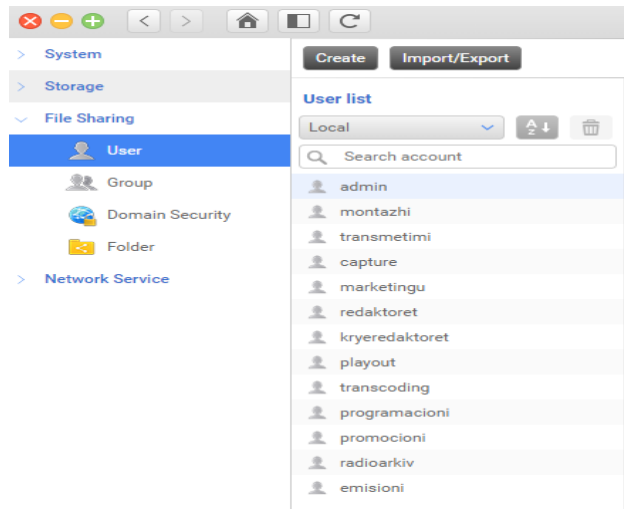 System
Storage
File Sharing
User
Group
Domain Security
Folder
Network Service
Create Import/Export
User list
Local
Search account
admin
montazhi
transmetimi
capture
marketingu
redaktoret
kryeredaktoret
playout
transcoding
programacioni
promocioni
radioarkiv
emisioni